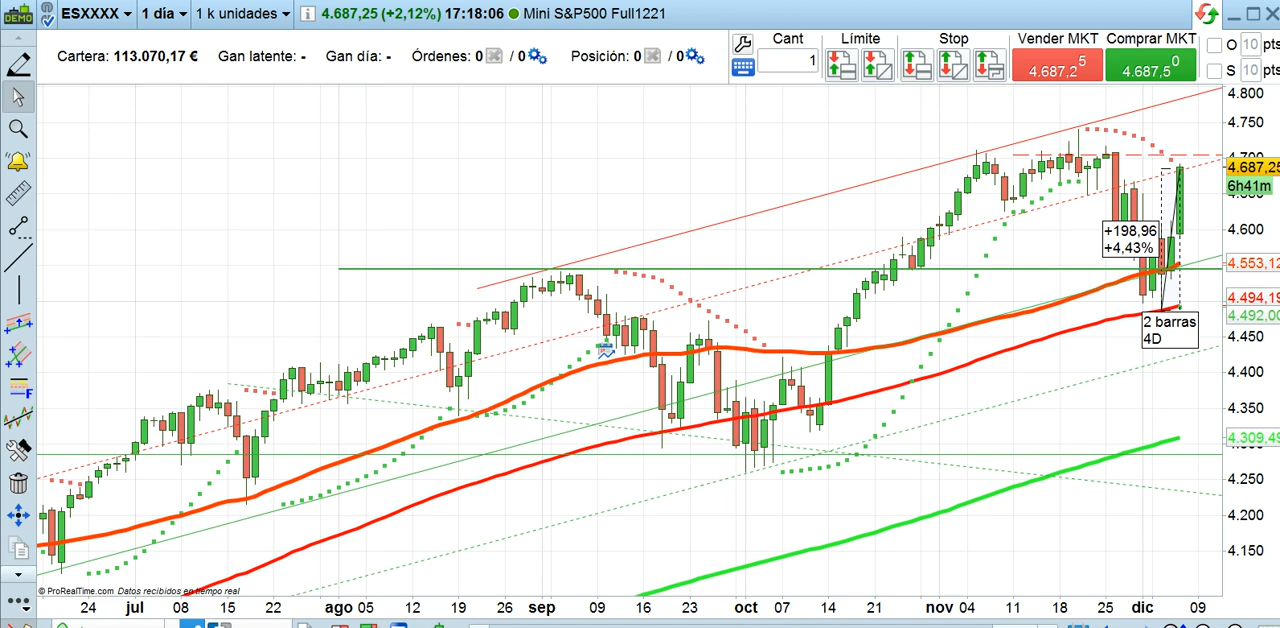 DEMO ESXXXX 1 día 1 k unidades 4.687,25 (+2,12%) 17:18:06 Mini S&P500 Full1221
Cartera: 113.070,17 € Gan latente: - Gan día: - Órdenes: 0 / 0 Posición: 0 / 0
Cant Límite Stop Vender MKT Comprar MKT
1
4.687,25 4.687,50
O 10 pts
S 10 pts
4.800
4.750
4.700
4.687,25
6h41m
4.600
+198,96
+4,43%
4.553,12
4.494,19
4.492,00
2 barras
4D
4.450
4.400
4.350
4.309,49
4.250
4.200
4.150
© ProRealTime.com Datos recibidos en tiempo real
24 jul 08 15 22 ago 05 12 19 26 sep 09 16 23 oct 07 14 21 nov 04 11 18 25 dic 09